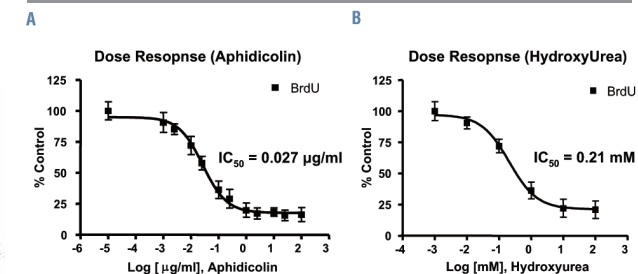 A
B
Dose Resopnse (Aphidicolin)
Dose Resopnse (HydroxyUrea)
125
100
75
50
25
0
% Control
BrdU
IC50 = 0.027 µg/ml
-6 -5 -4 -3 -2 -1 0 1 2 3
Log [ µg/ml], Aphidicolin
125
100
75
50
25
0
% Control
BrdU
IC50 = 0.21 mM
-4 -3 -2 -1 0 1 2 3
Log [mM], Hydroxyurea